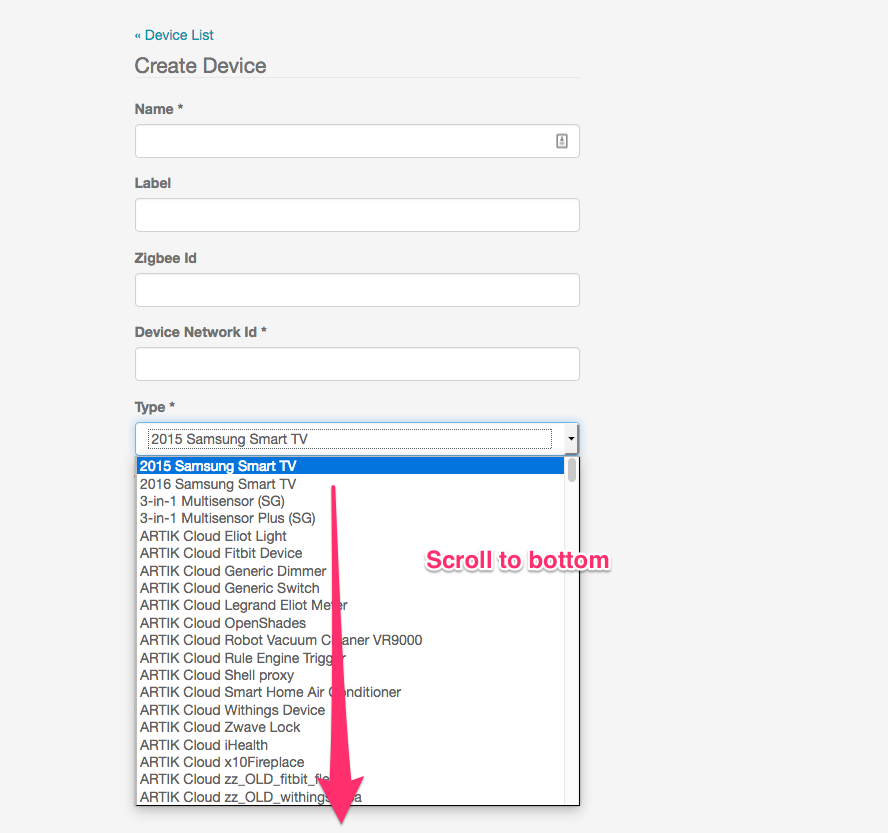 « Device List
Create Device
Name *
Label
Zigbee Id
Device Network Id *
Type *
2015 Samsung Smart TV
2015 Samsung Smart TV
2016 Samsung Smart TV
3-in-1 Multisensor (SG)
3-in-1 Multisensor Plus (SG)
ARTIK Cloud Eliot Light
ARTIK Cloud Fitbit Device
Scroll to bottom
ARTIK Cloud Generic Dimmer
ARTIK Cloud Generic Switch
ARTIK Cloud Legrand Eliot Meter
ARTIK Cloud OpenShades
ARTIK Cloud Robot Vacuum Cleaner VR9000
ARTIK Cloud Rule Engine Trigger
ARTIK Cloud Shell proxy
ARTIK Cloud Smart Home Air Conditioner
ARTIK Cloud Withings Device
ARTIK Cloud Zwave Lock
ARTIK Cloud iHealth
ARTIK Cloud x10Fireplace
ARTIK Cloud
ARTIK Cloud